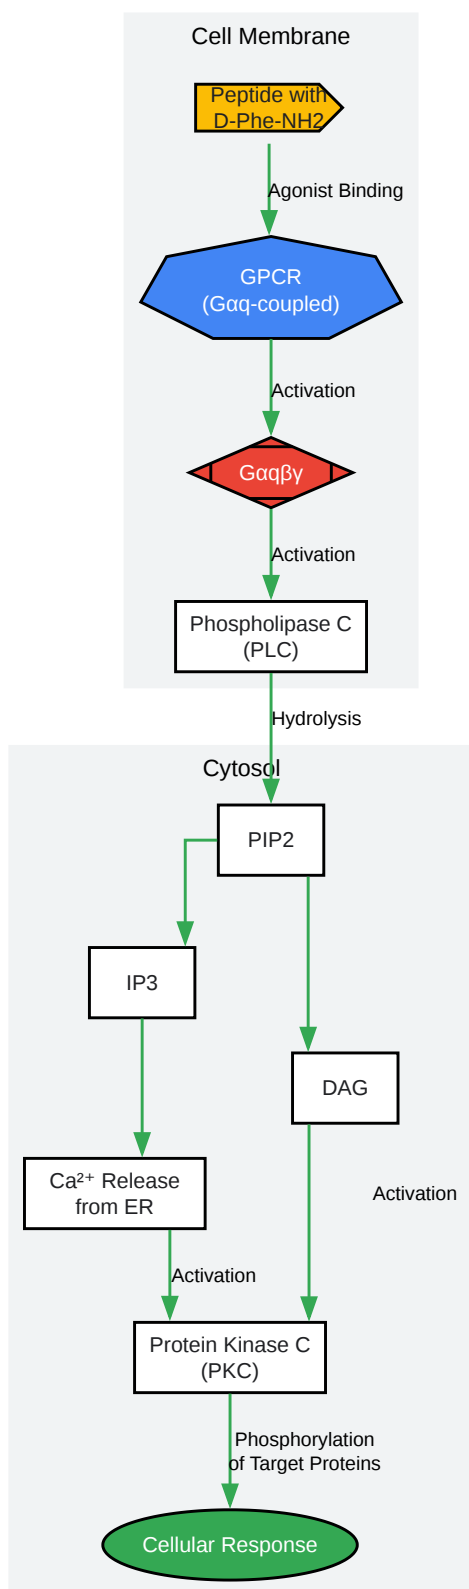 Cell Membrane
Peptide with
D-Phe-NH2
Agonist Binding
GPCR
(Gαq-coupled)
Activation
Gαqβγ
Activation
Phospholipase C
(PLC)
Hydrolysis
Cytosol
PIP2
IP3
DAG
Ca²⁺ Release
from ER
Activation
Activation
Protein Kinase C
(PKC)
Phosphorylation
of Target Proteins
Cellular Response